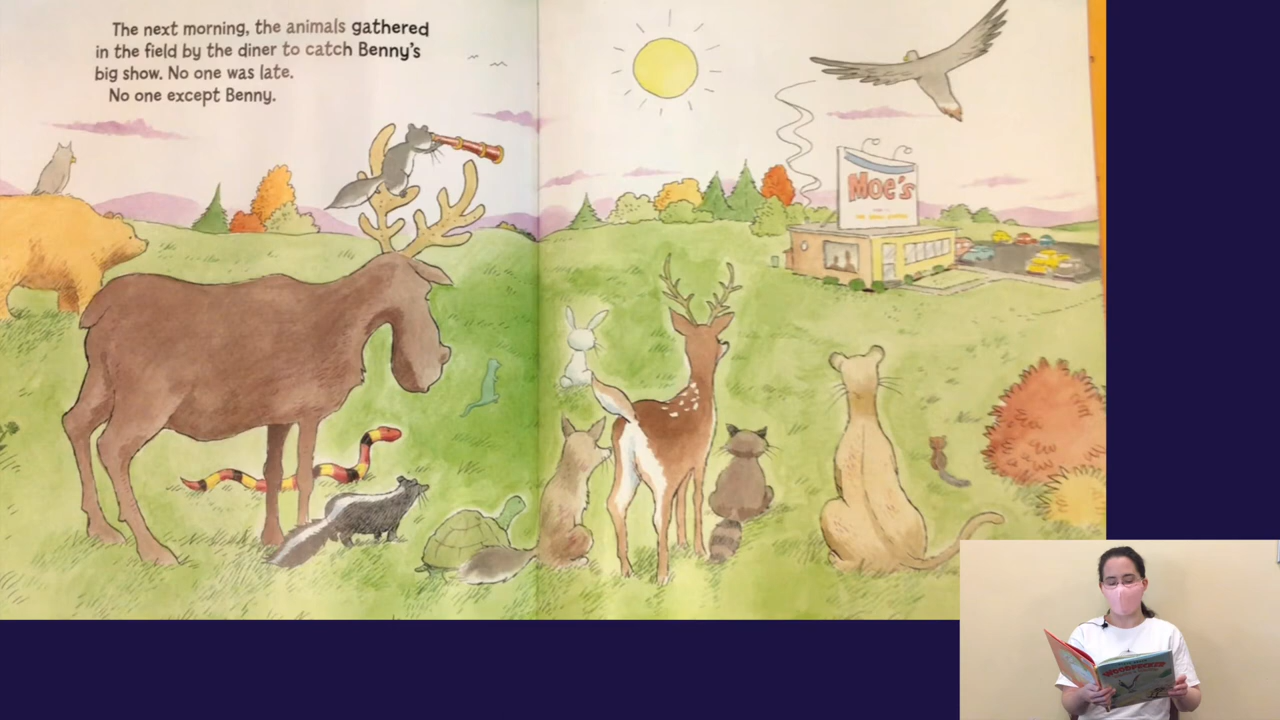 The next morning, the animals gathered
in the field by the diner to catch Benny's
big show. No one was late.
No one except Benny.
Moe's